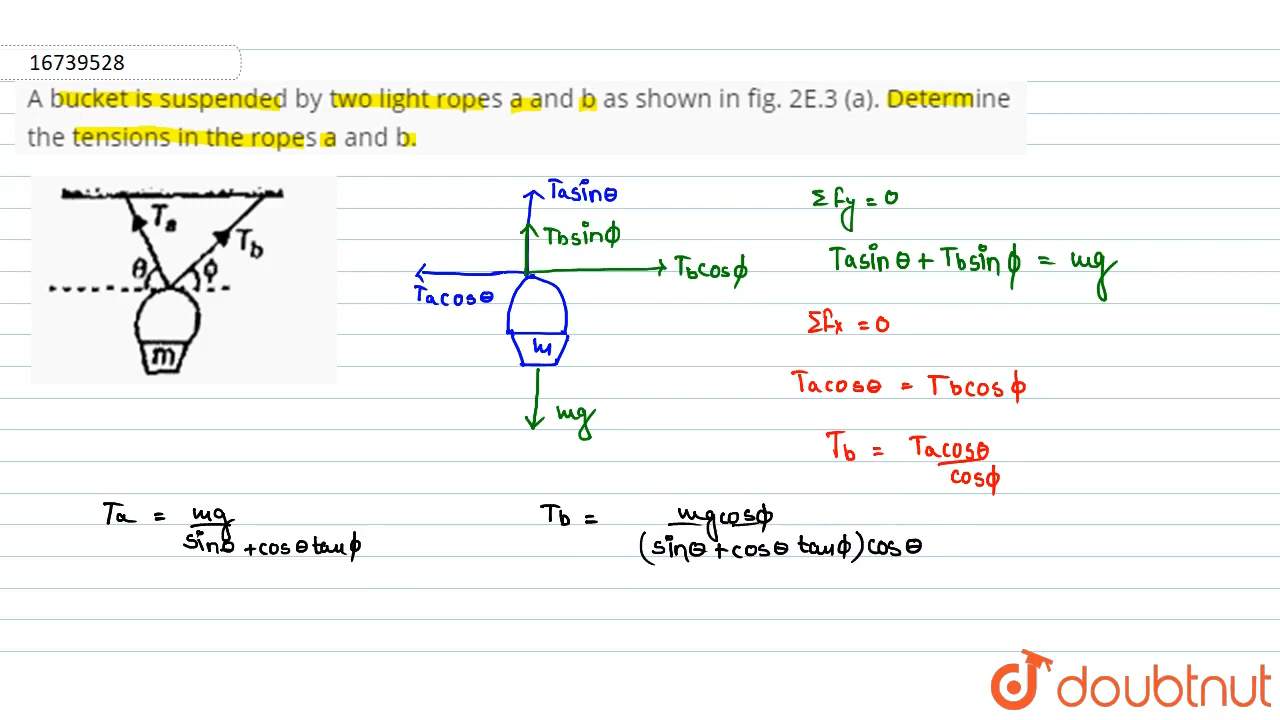 16739528
A bucket is suspended by two light ropes a and b as shown in fig. 2E.3 (a). Determine
the tensions in the ropes a and b.
Ta
Tb
θ
φ
m
Tasinθ
Tbsinφ
Tbcosφ
Tacosθ
m
mg
Σfy = 0
Tasinθ + Tbsinφ = mg
Σfx = 0
Tacosθ = Tbcosφ
Tb = Tacosθ
cosφ
Ta = mg
sinθ + cosθ tanφ
Tb = mgcosφ
(sinθ + cosθ tanφ) cosθ
doubtnut